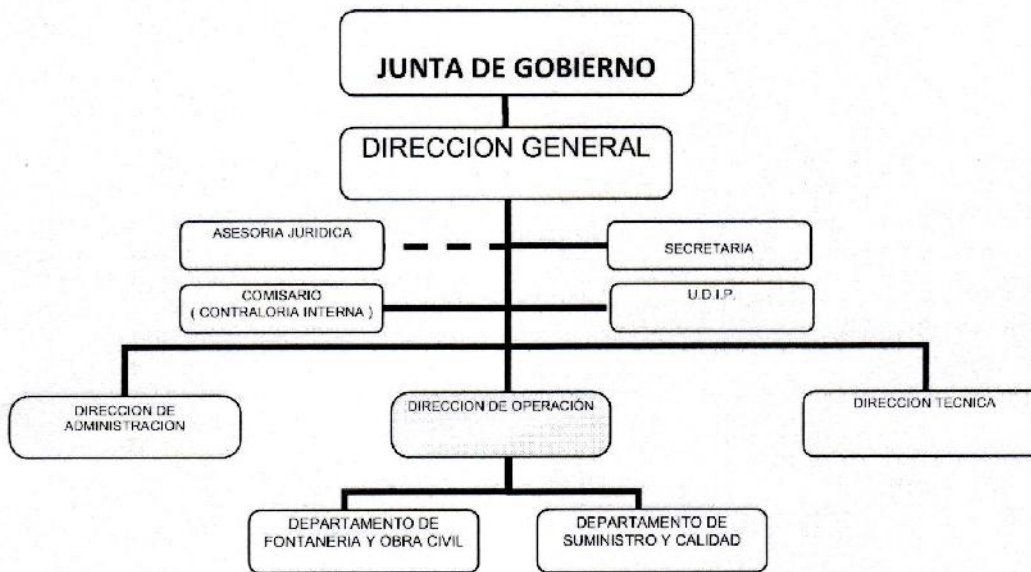 JUNTA DE GOBIERNO
DIRECCION GENERAL
ASESORIA JURIDICA
SECRETARIA
COMISARIO
( CONTRALORIA INTERNA )
U.D.I.P.
DIRECCION DE
ADMINISTRACION
DIRECCION DE OPERACIÓN
DIRECCION TECNICA
DEPARTAMENTO DE
FONTANERIA Y OBRA CIVIL
DEPARTAMENTO DE
SUMINISTRO Y CALIDAD